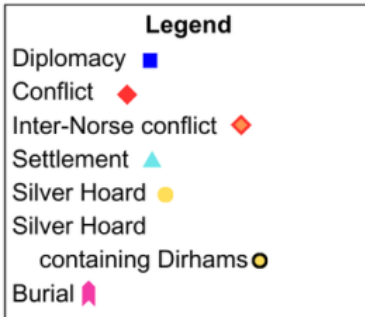 Legend
Diplomacy
Conflict
Inter-Norse conflict
Settlement
Silver Hoard
Silver Hoard
containing Dirhams
Burial